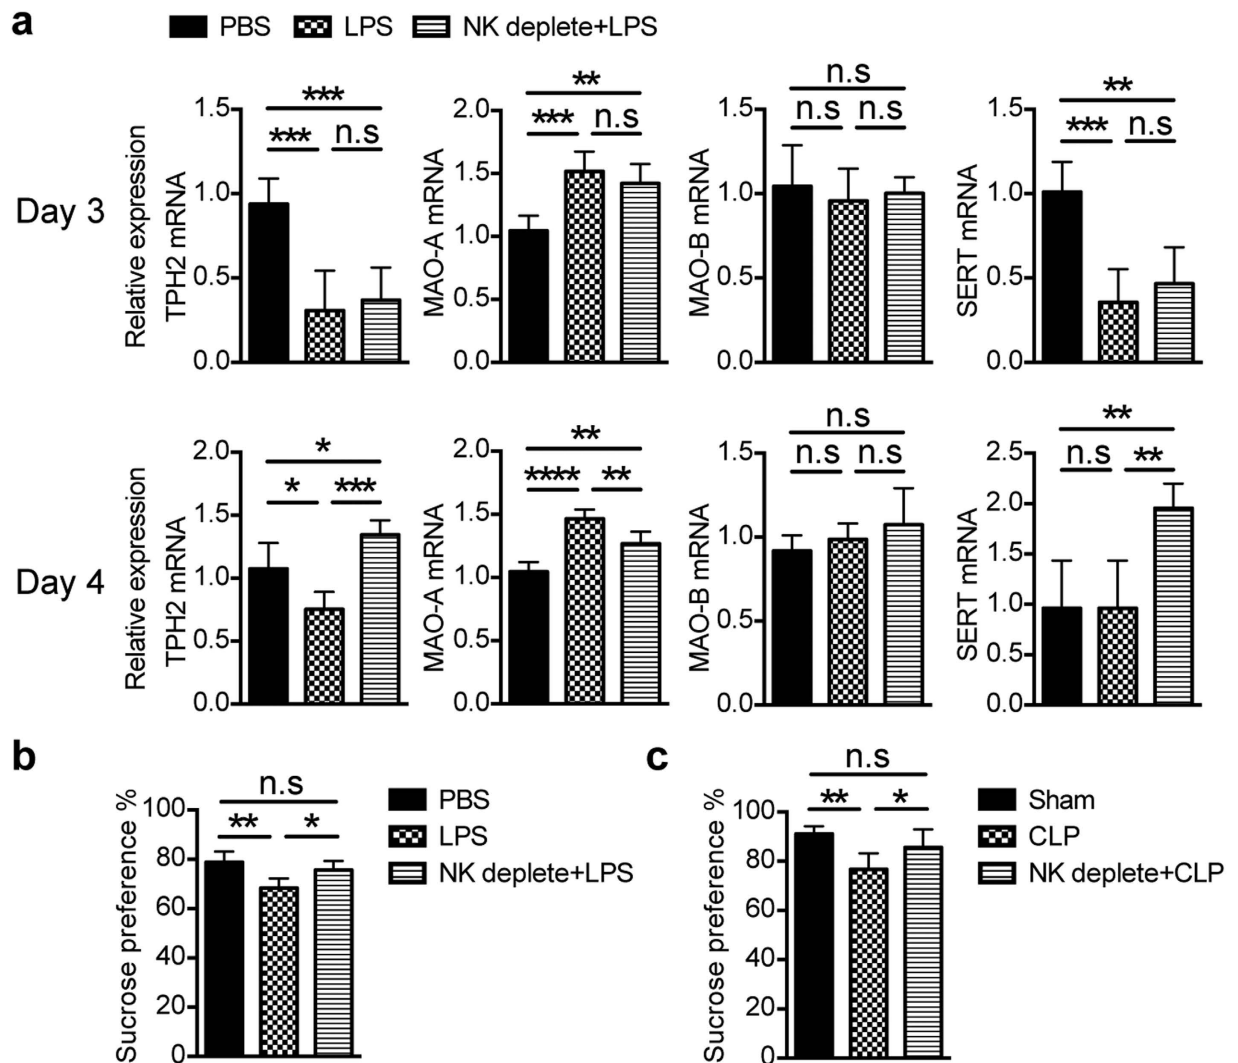 a
PBS LPS NK deplete+LPS
Day 3
Relative expression
TPH2 mRNA
1.5
1.0
0.5
0.0
***
*** n.s
MAO-A mRNA
2.0
1.5
1.0
0.5
0.0
**
*** n.s
MAO-B mRNA
1.5
1.0
0.5
0.0
n.s
n.s n.s
SERT mRNA
1.5
1.0
0.5
0.0
**
*** n.s
Day 4
Relative expression
TPH2 mRNA
2.0
1.5
1.0
0.5
0.0
*
* ***
MAO-A mRNA
2.0
1.5
1.0
0.5
0.0
**
**** **
MAO-B mRNA
1.5
1.0
0.5
0.0
n.s
n.s n.s
SERT mRNA
2.5
2.0
1.5
1.0
0.5
0.0
**
n.s **
b
Sucrose preference %
100
80
60
40
20
0
n.s
** *
PBS
LPS
NK deplete+LPS
c
Sucrose preference %
100
80
60
40
20
0
n.s
** *
Sham
CLP
NK deplete+CLP